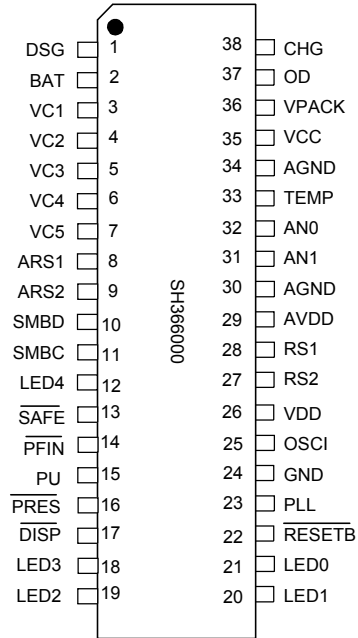 DSG 1 38 CHG
BAT 2 37 OD
VC1 3 36 VPACK
VC2 4 35 VCC
VC3 5 34 AGND
VC4 6 33 TEMP
VC5 7 32 AN0
ARS1 8 31 AN1
ARS2 9 30 AGND
SMBD 10 29 AVDD
SMBC 11 28 RS1
LED4 12 27 RS2
SAFE 13 26 VDD
PFIN 14 25 OSCI
PU 15 24 GND
PRES 16 23 PLL
DISP 17 22 RESETB
LED3 18 21 LED0
LED2 19 20 LED1
SH366000